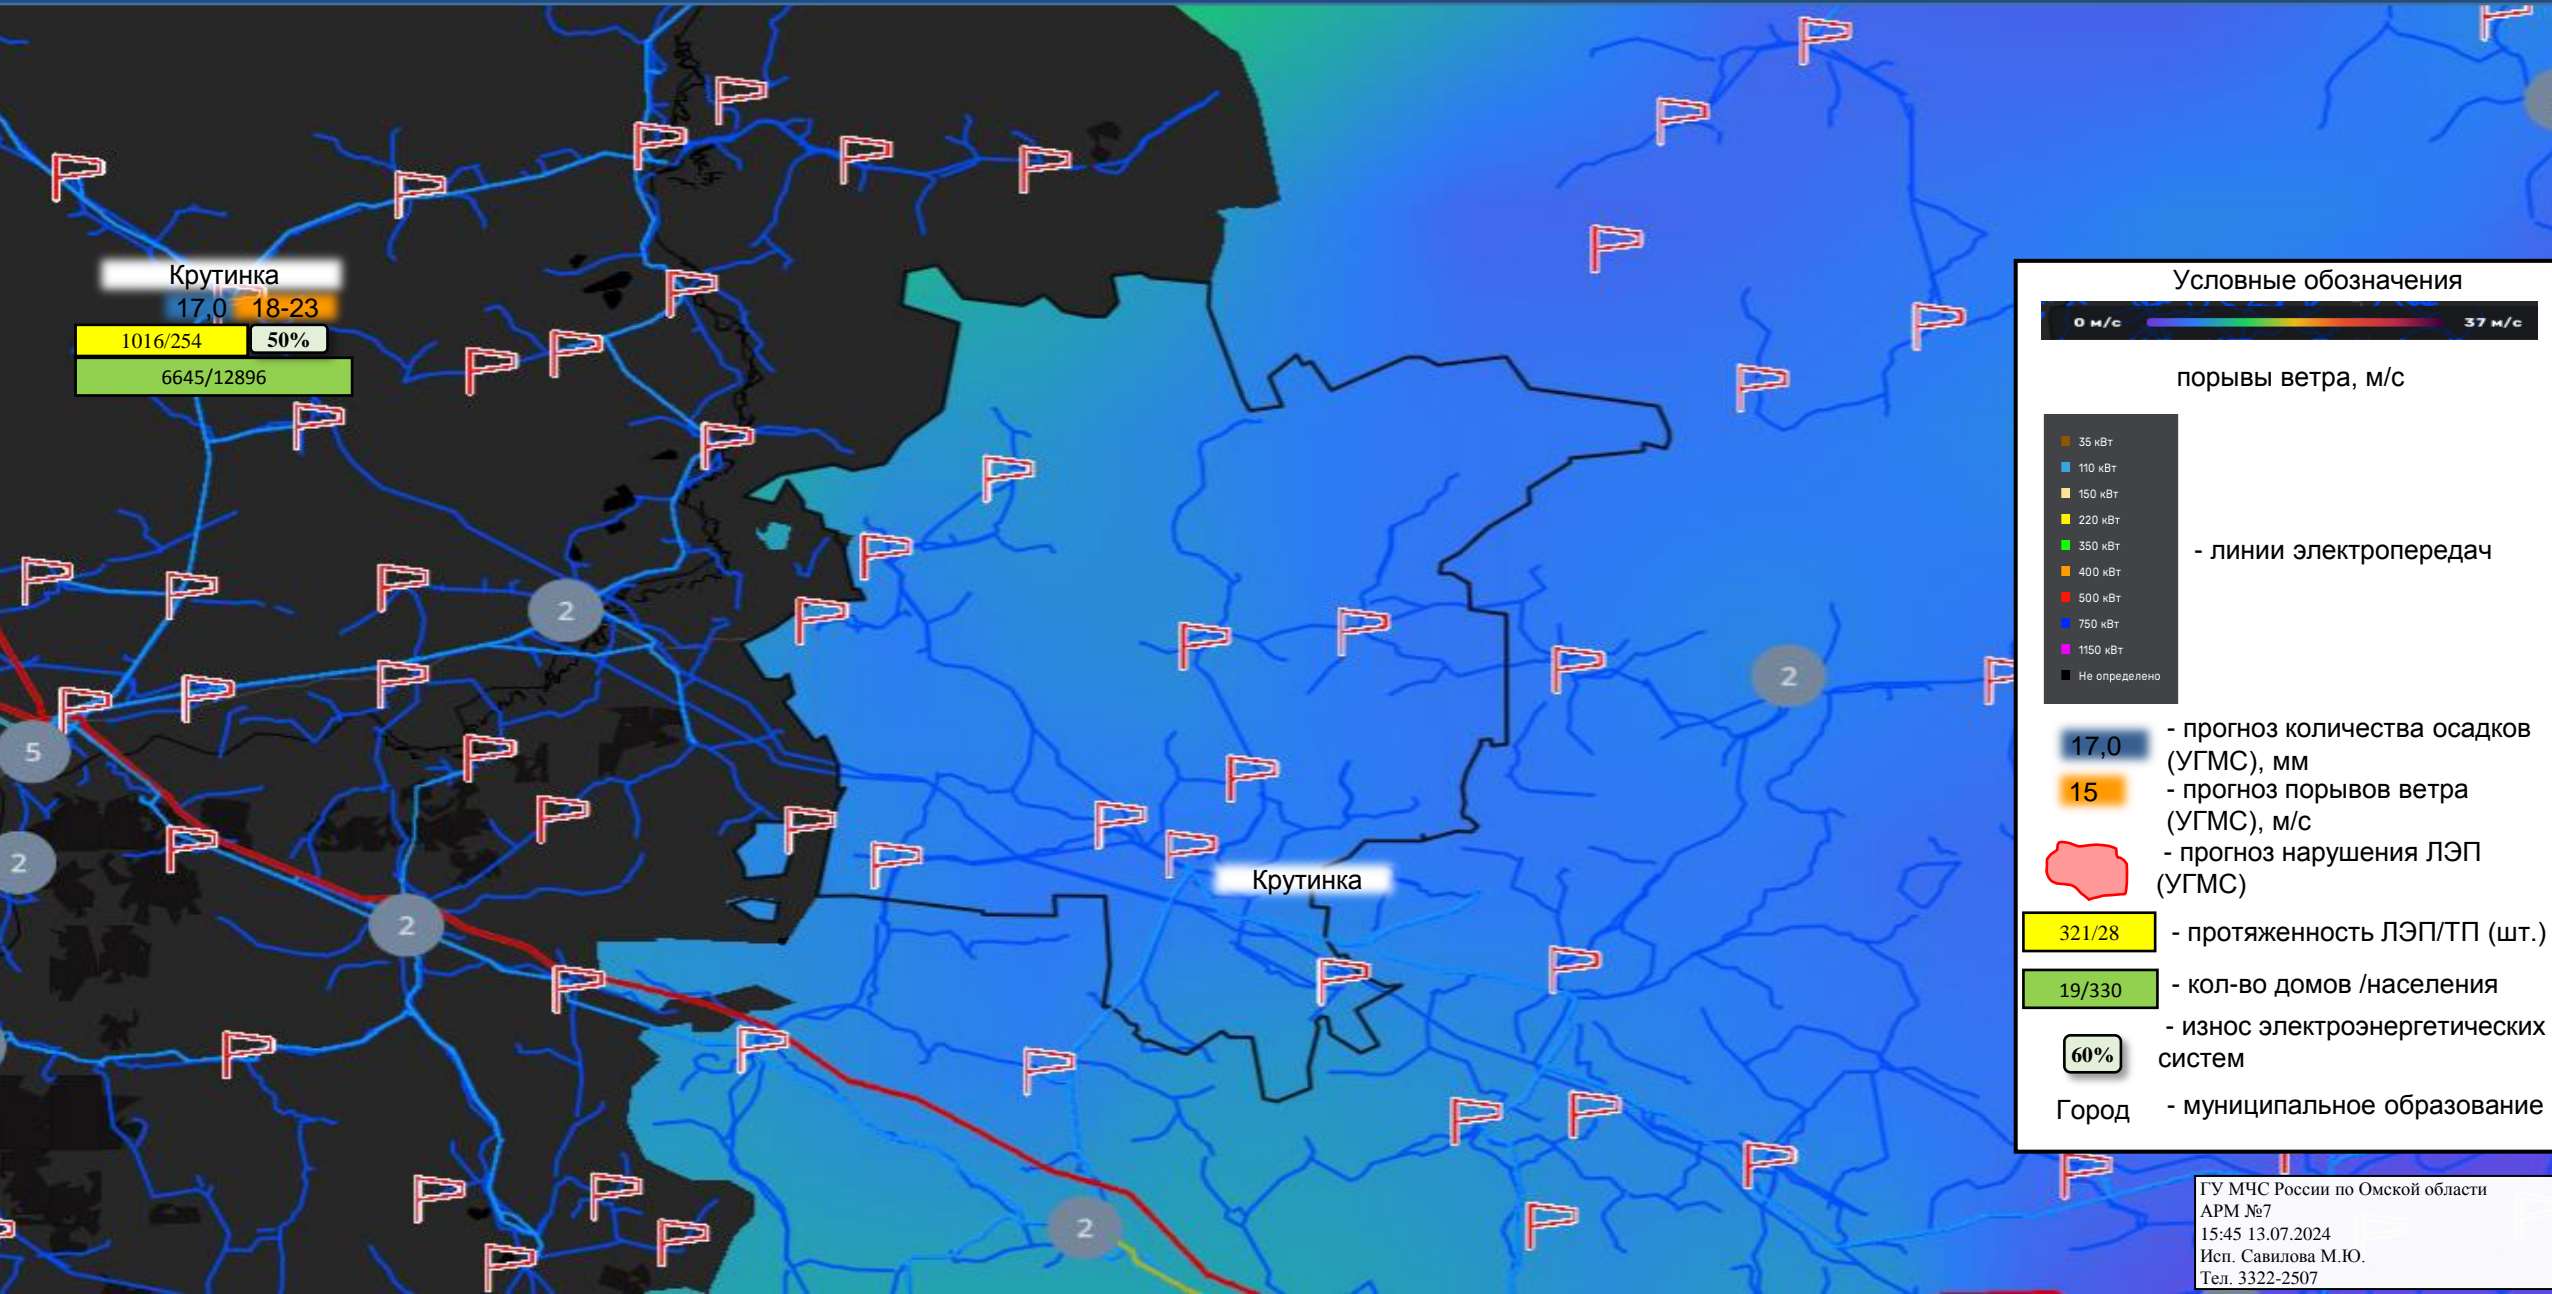 Крутинка
17,0 18-23
1016/254 50%
6645/12896
2
5
2
2
2
2
Крутинка
Условные обозначения
0 м/с 37 м/с
порывы ветра, м/с
35 кВт
110 кВт
150 кВт
220 кВт
350 кВт
400 кВт
500 кВт
750 кВт
1150 кВт
Не определено
- линии электропередач
17,0 - прогноз количества осадков
(УГМС), мм
15 - прогноз порывов ветра
(УГМС), м/с
- прогноз нарушения ЛЭП
(УГМС)
321/28 - протяженность ЛЭП/ТП (шт.)
19/330 - кол-во домов /населения
60% - износ электроэнергетических
систем
Город - муниципальное образование
ГУ МЧС России по Омской области
АРМ №7
15:45 13.07.2024
Исп. Савилова М.Ю.
Тел. 3322-2507